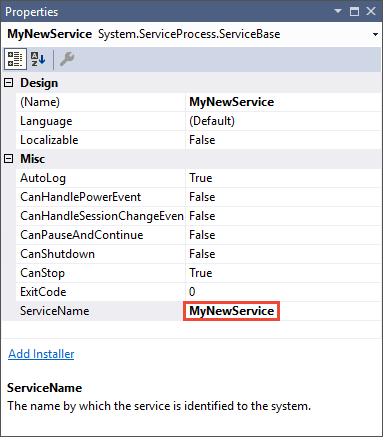 Properties
MyNewService System.ServiceProcess.ServiceBase
Design
(Name) MyNewService
Language (Default)
Localizable False
Misc
AutoLog True
CanHandlePowerEvent False
CanHandleSessionChangeEven False
CanPauseAndContinue False
CanShutdown False
CanStop True
ExitCode 0
ServiceName MyNewService
Add Installer
ServiceName
The name by which the service is identified to the system.